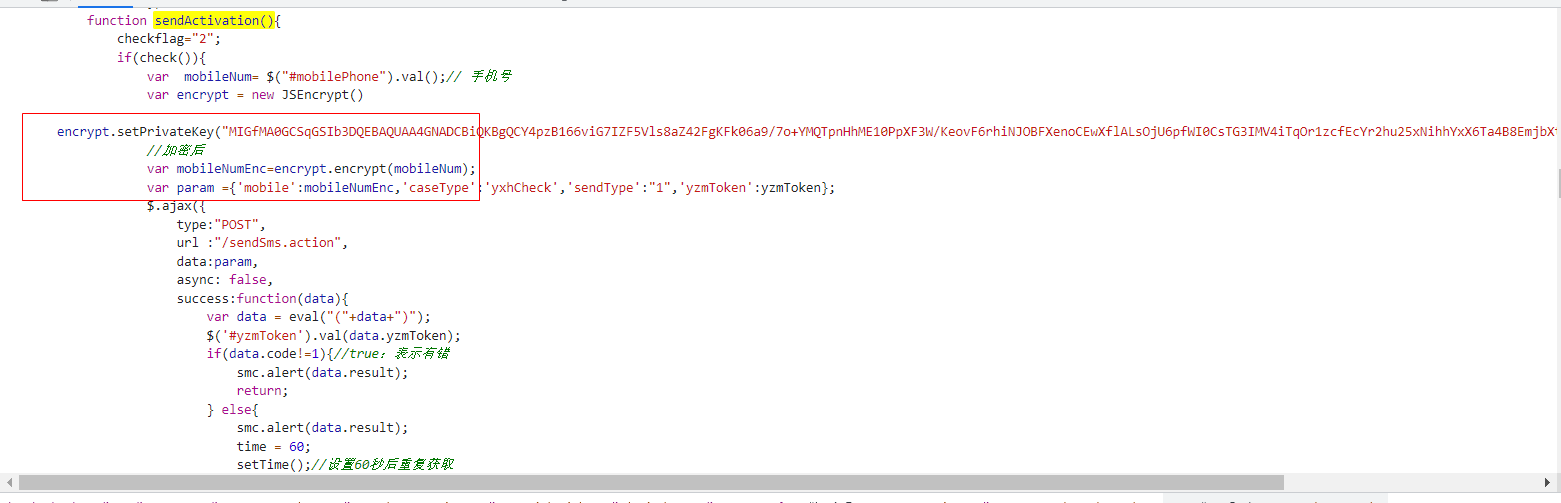 function sendActivation(){
checkflag="2";
if(check()){
var mobileNum= $("#mobilePhone").val();// 手机号
var encrypt = new JSEncrypt()
encrypt.setPrivateKey("MIGfMA0GCSqGSIb3DQEBAQUAA4GNADCBiQKBgQCY4pzB166viG7IZF5Vls8aZ42FgKFk06a9/7o+YMQTpnHhME10PpXF3W/KeovF6rhiNJOBFXenoCEwXflALsOjU6pfWI0CsTG3IMV4iTqOr1zcfEcYr2hu25xNihhYxX6Ta4B8EmjbX
//加密后
var mobileNumEnc=encrypt.encrypt(mobileNum);
var param ={'mobile':mobileNumEnc,'caseType':'yxhCheck','sendType':"1",'yzmToken':yzmToken};
$.ajax({
type:"POST",
url :"/sendSms.action",
data:param,
async: false,
success:function(data){
var data = eval("("+data+")");
$('#yzmToken').val(data.yzmToken);
if(data.code!=1){//true：表示有错
smc.alert(data.result);
return;
} else{
smc.alert(data.result);
time = 60;
setTime();//设置60秒后重复获取